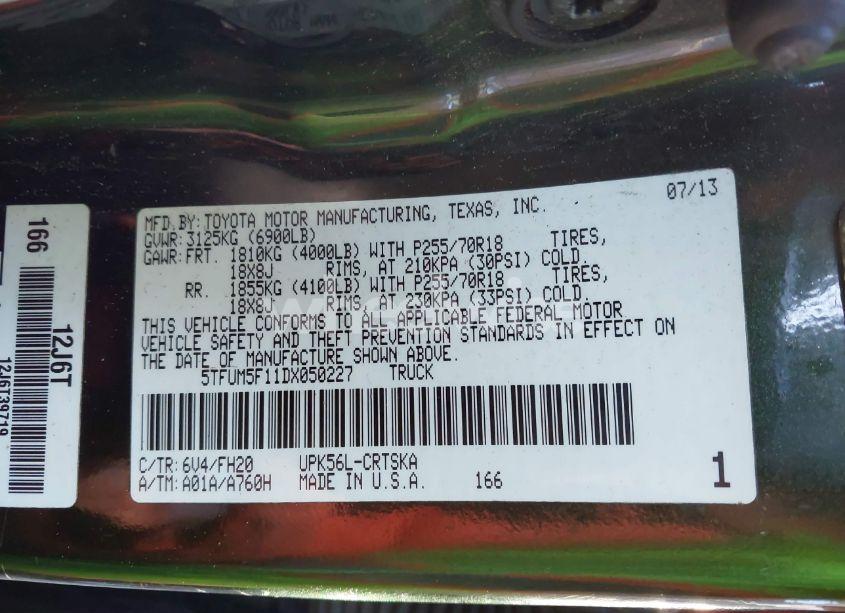 07/13
MFD.BY:TOYOTA MOTOR MANUFACTURING, TEXAS, INC.
GVWR:3125KG (6900LB)
GAWR:FRT. 1810KG (4000LB) WITH P255/70R18 TIRES,
18X8J RIMS, AT 210KPA (30PSI) COLD.
RR. 1855KG (4100LB) WITH P255/70R18 TIRES,
18X8J RIMS, AT 230KPA (33PSI) COLD.
THIS VEHICLE CONFORMS TO ALL APPLICABLE FEDERAL MOTOR
VEHICLE SAFETY AND THEFT PREVENTION STANDARDS IN EFFECT ON
THE DATE OF MANUFACTURE SHOWN ABOVE.
5TFUM5F11DX050227 TRUCK
C/TR:6V4/FH20 UPK56L-CRTSKA
A/TM:A01A/A760H MADE IN U.S.A. 166
1
166
12J6T
12J6T39719